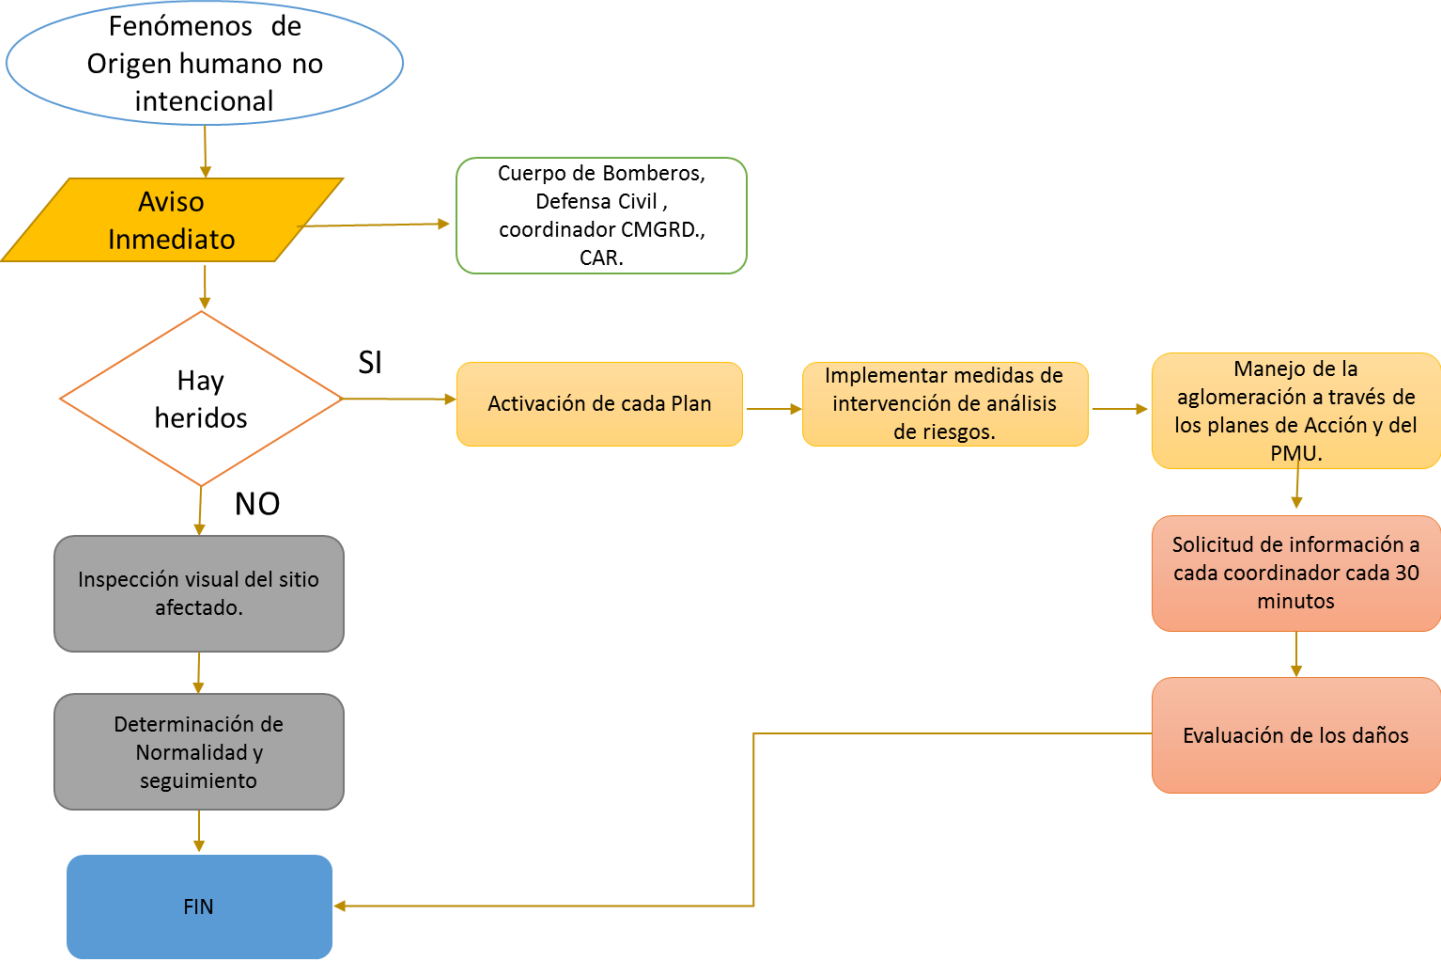 Fenómenos de
Origen humano no
intencional
Aviso
Inmediato
Cuerpo de Bomberos,
Defensa Civil ,
coordinador CMGRD.,
CAR.
Hay
heridos
SI
Activación de cada Plan
Implementar medidas de
intervención de análisis
de riesgos.
Manejo de la
aglomeración a través de
los planes de Acción y del
PMU.
NO
Solicitud de información a
cada coordinador cada 30
minutos
Inspección visual del sitio
afectado.
Evaluación de los daños
Determinación de
Normalidad y
seguimiento
FIN